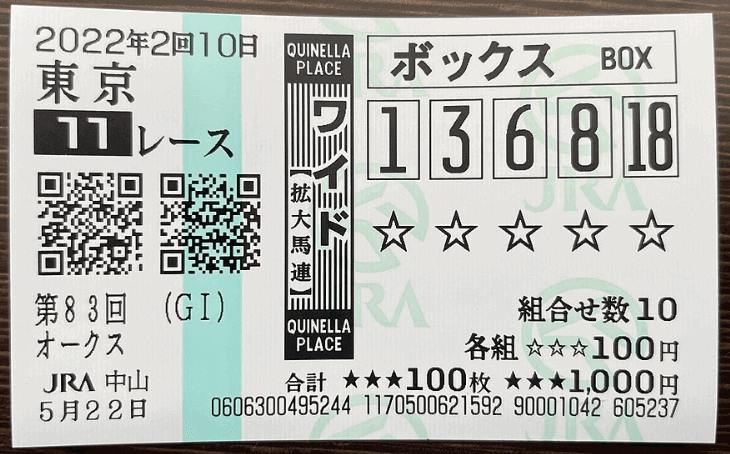 2022年2回10日
東京
11レース
第83回 (GI)
オークス
JRA 中山
5月22日
QUINELLA
PLACE
ワイド
【拡大馬連】
QUINELLA
PLACE
ボックス BOX
1 3 6 8 18
☆ ☆ ☆ ☆ ☆
組合せ数10
各組 ☆☆☆100円
合計 ★★★100枚 ★★★1,000円
0606300495244 1170500621592 90001042 605237
JRA
JRA